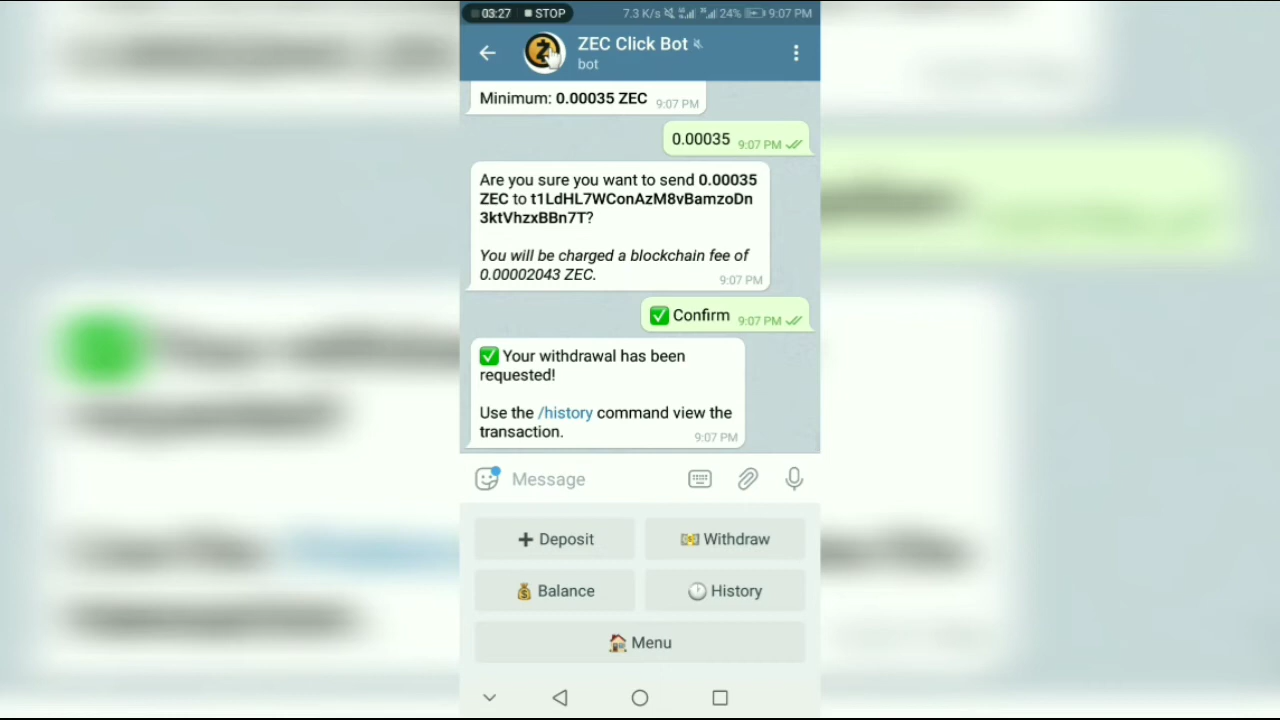 03:27 STOP 7.3 K/s 24% 9:07 PM
ZEC Click Bot
bot
Minimum: 0.00035 ZEC 9:07 PM
0.00035 9:07 PM
Are you sure you want to send 0.00035
ZEC to t1LdHL7WConAzM8vBamzoDn
3ktVhzxBBn7T?
You will be charged a blockchain fee of
0.00002043 ZEC. 9:07 PM
✅ Confirm 9:07 PM
✅ Your withdrawal has been
requested!
Use the /history command view the
transaction. 9:07 PM
Message
➕ Deposit 💵 Withdraw
💰 Balance 🕑 History
🏠 Menu